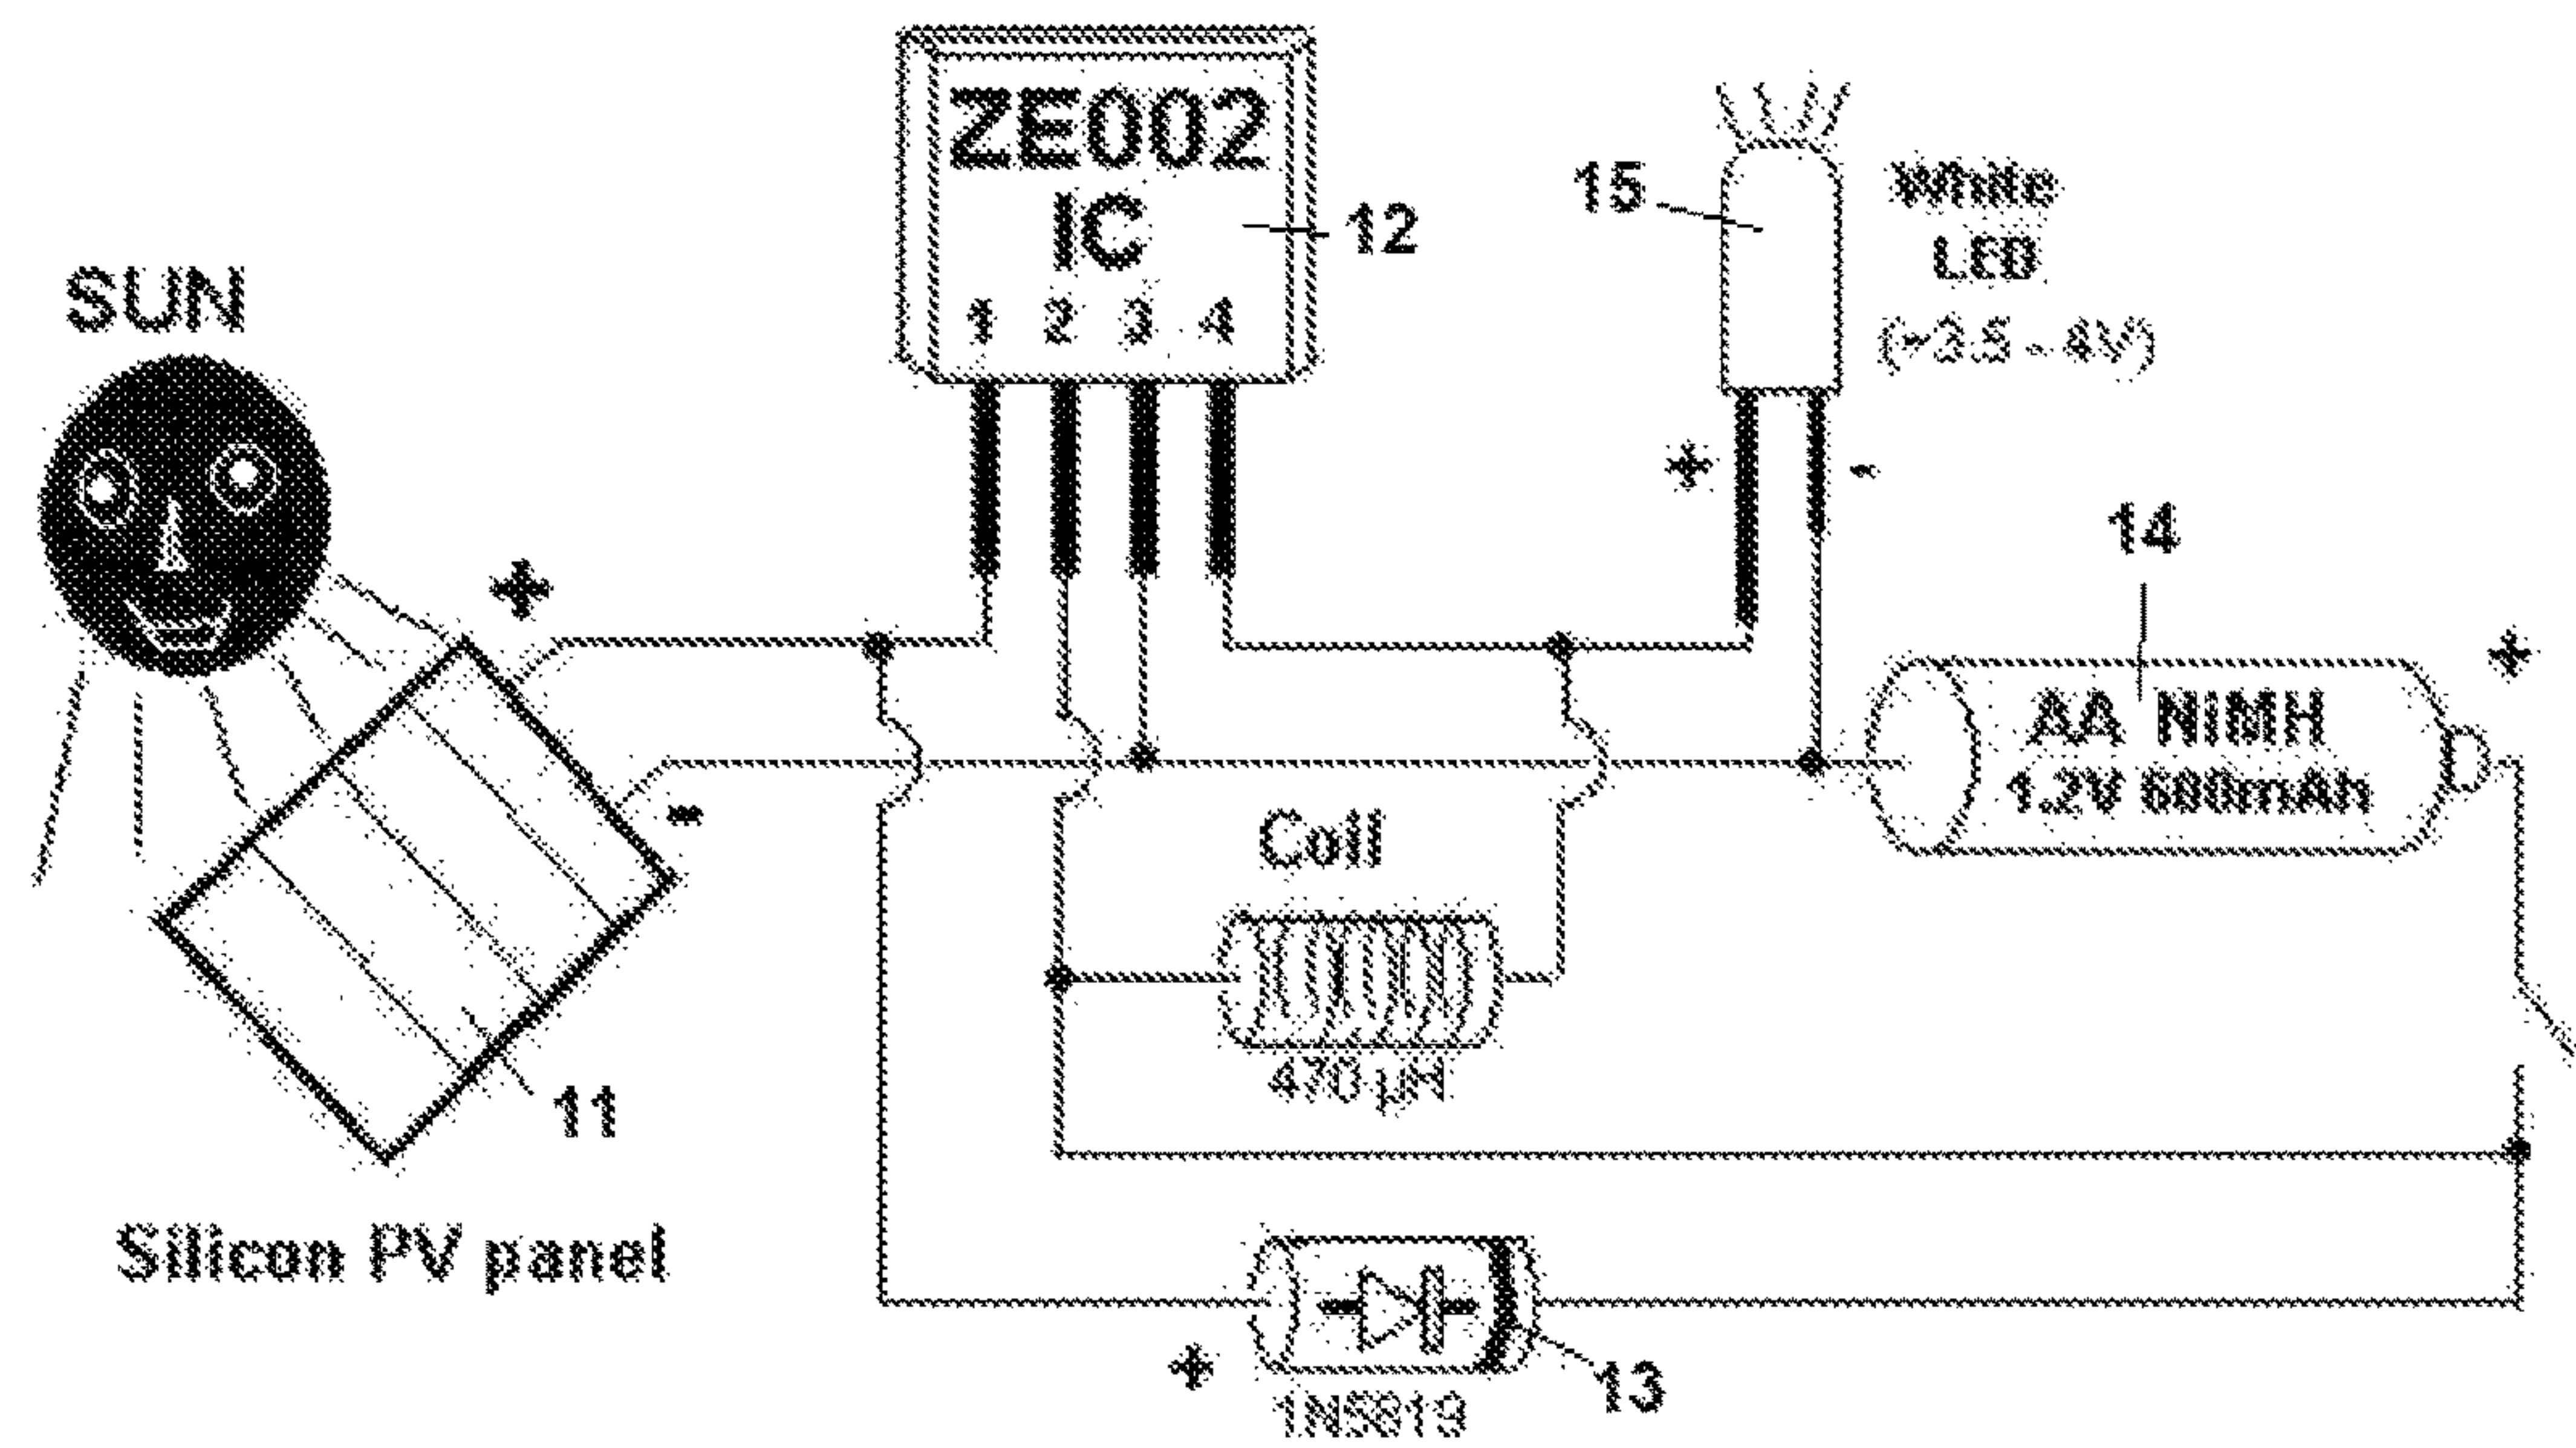 ZE002
IC
12
1 2 3 4
15
White
LED
SUN
+
-
14
+
+
AA NiMH
1.2V
-
Coil
470 µH
11
Silicon PV panel
+
13
1N5819